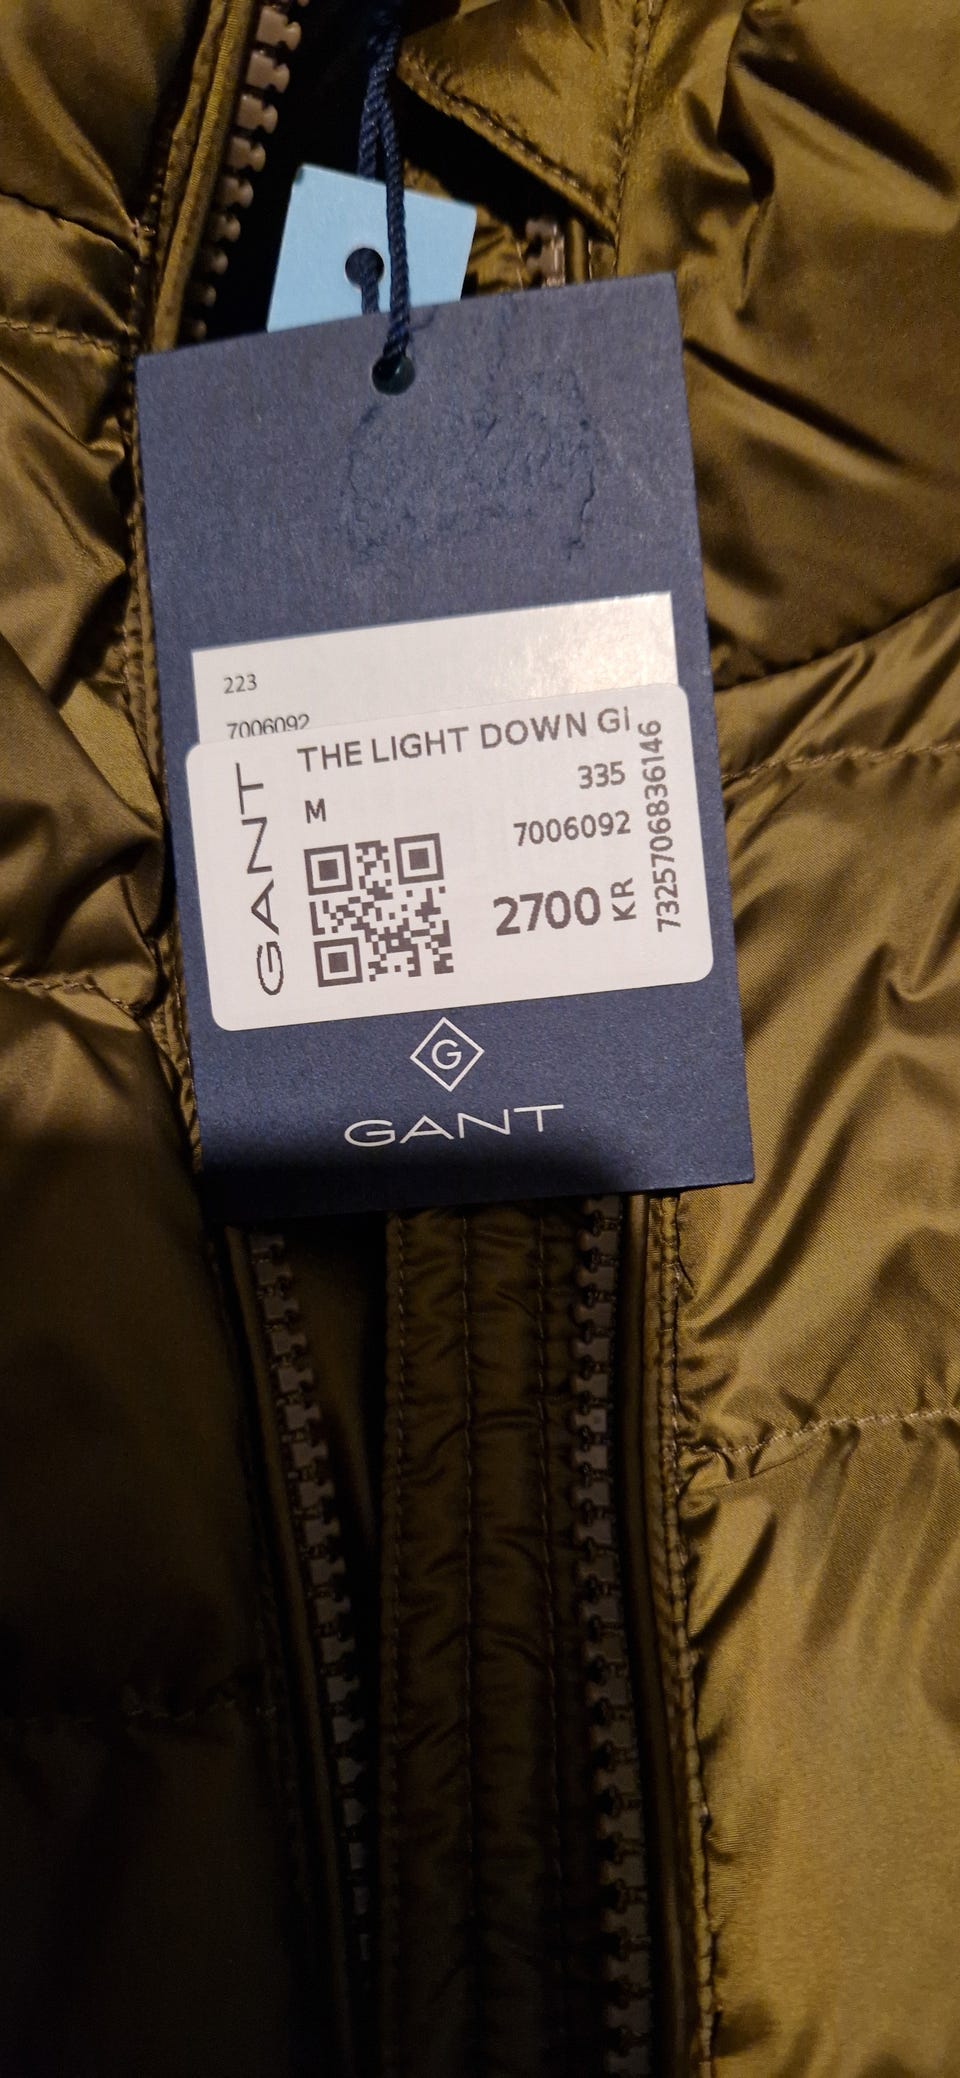 223
7006092
THE LIGHT DOWN GI
M
335
7006092
2700 KR
7325706836146
GANT
G
GANT